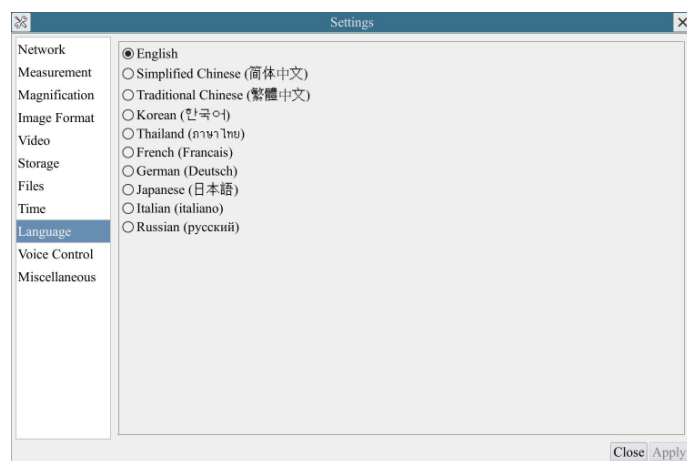 Settings
Network
Measurement
Magnification
Image Format
Video
Storage
Files
Time
Language
Voice Control
Miscellaneous
English
Simplified Chinese (简体中文)
Traditional Chinese (繁體中文)
Korean (한국어)
Thailand (ภาษาไทย)
French (Francais)
German (Deutsch)
Japanese (日本語)
Italian (italiano)
Russian (русский)
Close Apply